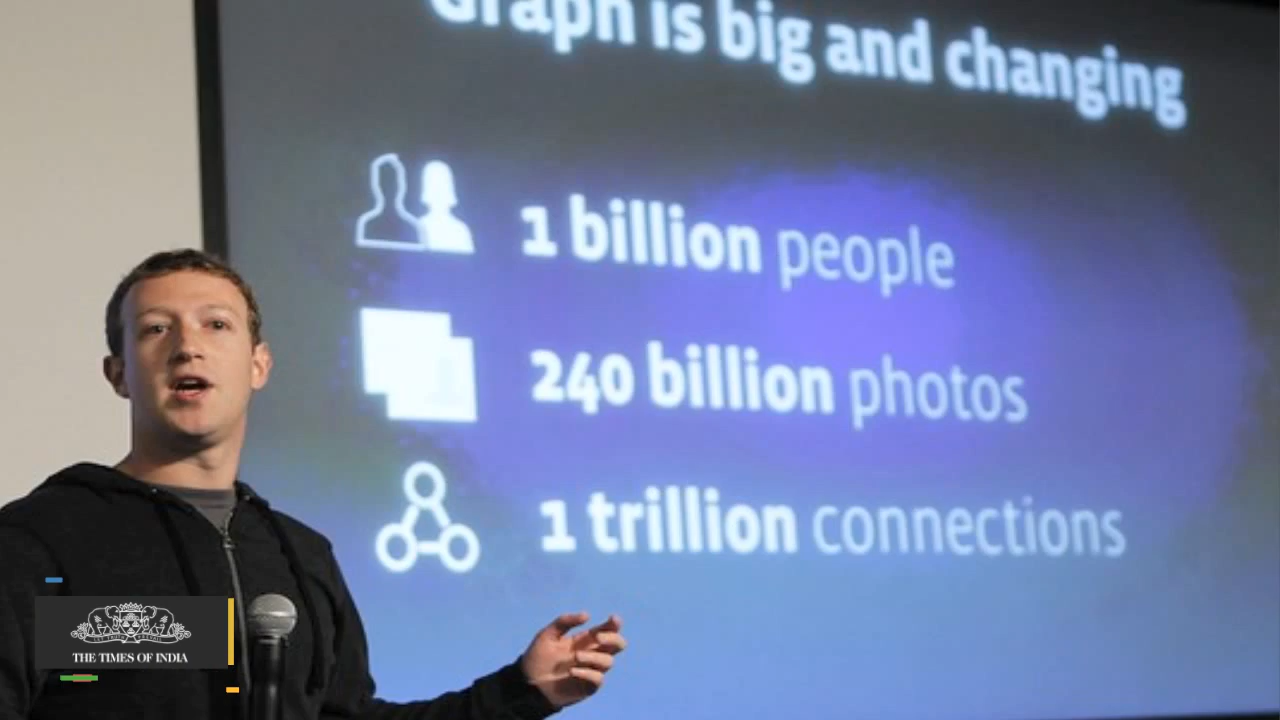 Graph is big and changing
1 billion people
240 billion photos
1 trillion connections
THE TIMES OF INDIA